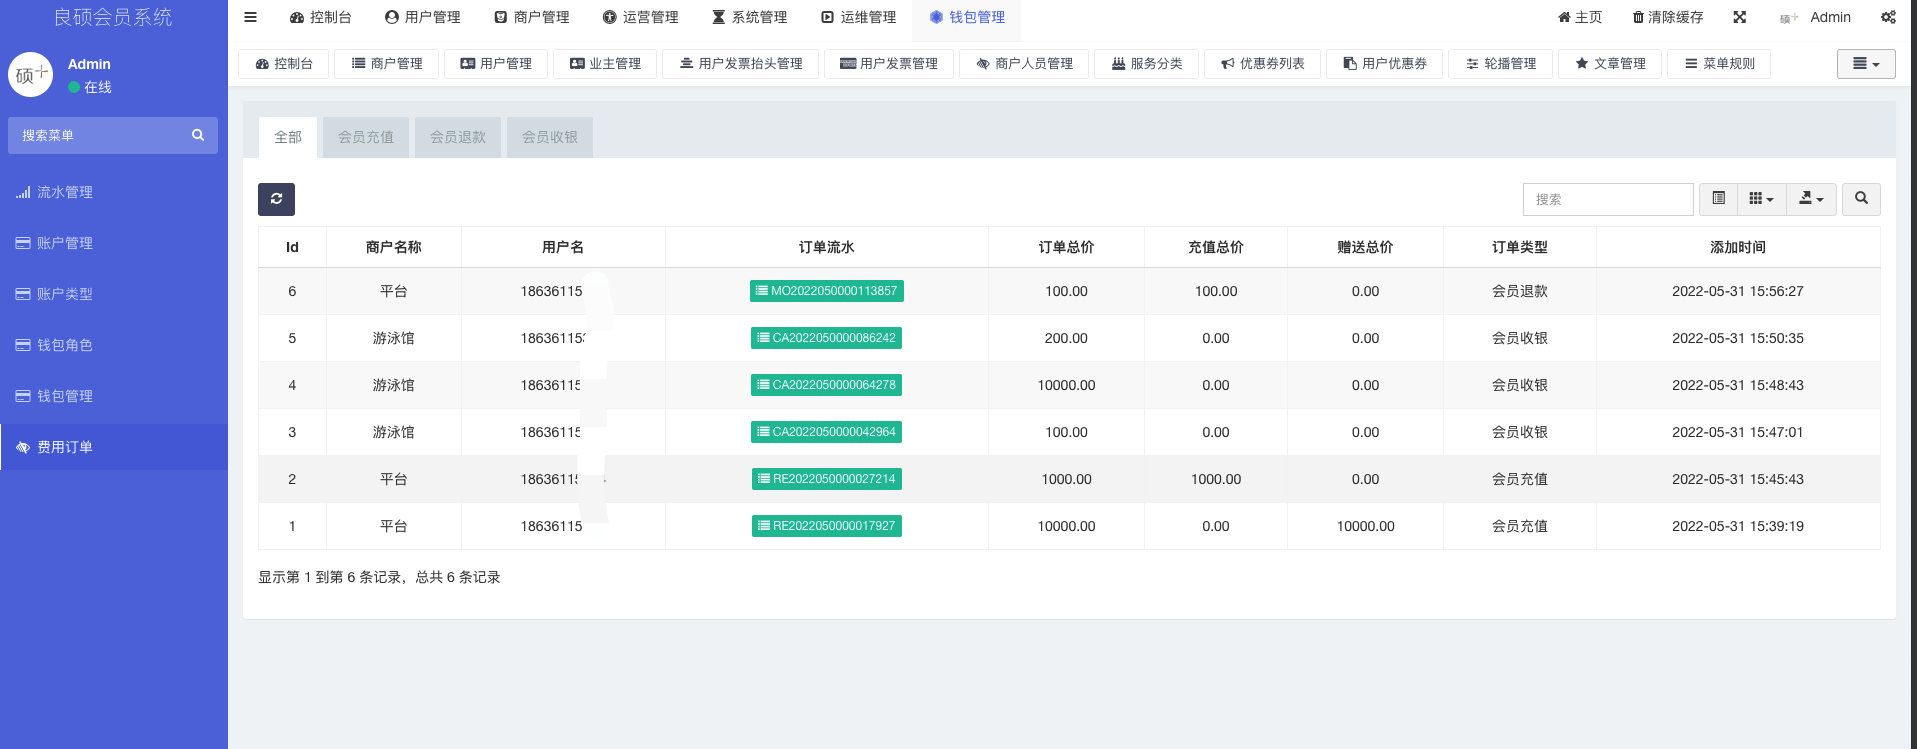 良硕会员系统
控制台 用户管理 商户管理 运营管理 系统管理 运维管理 钱包管理 主页 清除缓存 硕 Admin
硕 Admin
在线
控制台 商户管理 用户管理 业主管理 用户发票抬头管理 用户发票管理 商户人员管理 服务分类 优惠券列表 用户优惠券 轮播管理 文章管理 菜单规则
搜索菜单
流水管理
账户管理
账户类型
钱包角色
钱包管理
费用订单
全部 会员充值 会员退款 会员收银
搜索
Id 商户名称 用户名 订单流水 订单总价 充值总价 赠送总价 订单类型 添加时间
6 平台 18636115 MO2022050000113857 100.00 100.00 0.00 会员退款 2022-05-31 15:56:27
5 游泳馆 18636115 CA2022050000086242 200.00 0.00 0.00 会员收银 2022-05-31 15:50:35
4 游泳馆 18636115 CA2022050000064278 10000.00 0.00 0.00 会员收银 2022-05-31 15:48:43
3 游泳馆 18636115 CA2022050000042964 100.00 0.00 0.00 会员收银 2022-05-31 15:47:01
2 平台 18636115 RE2022050000027214 1000.00 1000.00 0.00 会员充值 2022-05-31 15:45:43
1 平台 18636115 RE2022050000017927 10000.00 0.00 10000.00 会员充值 2022-05-31 15:39:19
显示第 1 到第 6 条记录，总共 6 条记录